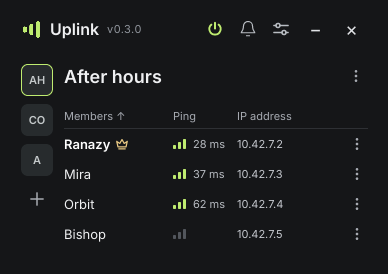 Uplink v0.3.0
AH
After hours
CO
A
Members ↑ Ping IP address
Ranazy 28 ms 10.42.7.2
Mira 37 ms 10.42.7.3
Orbit 62 ms 10.42.7.4
Bishop 10.42.7.5